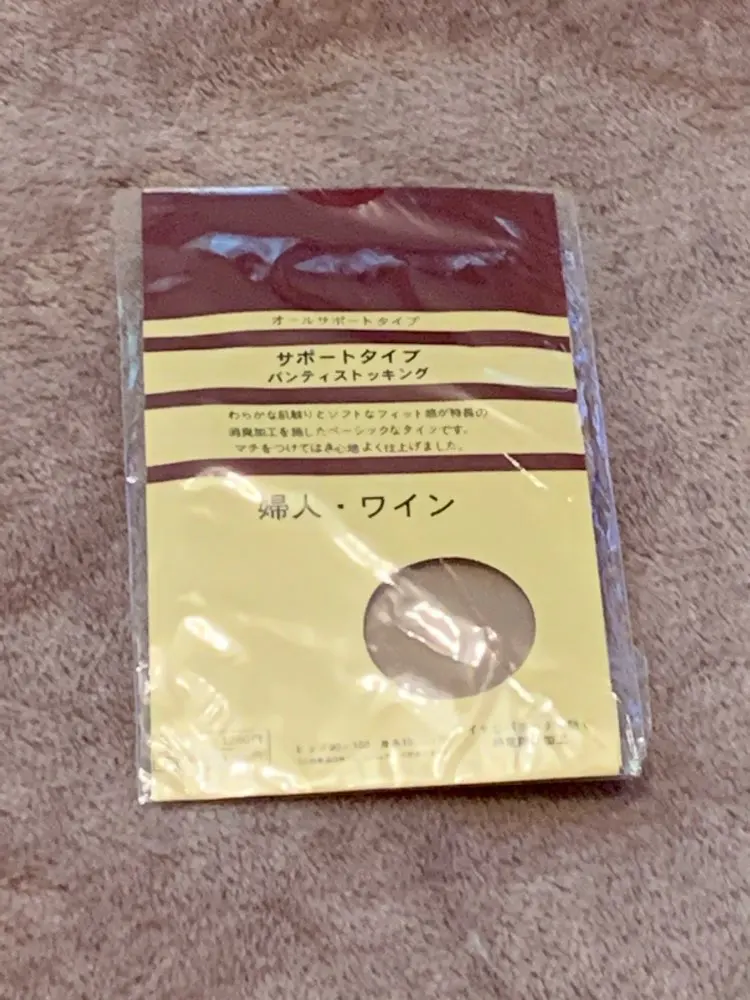 オールサポートタイプ
サポートタイプ
パンティストッキング
わらかな肌触りとソフトなフィット感が特長の
消臭加工を施したベーシックなタイツです。
マチをつけてはき心地よく仕上げました。
婦人・ワイン